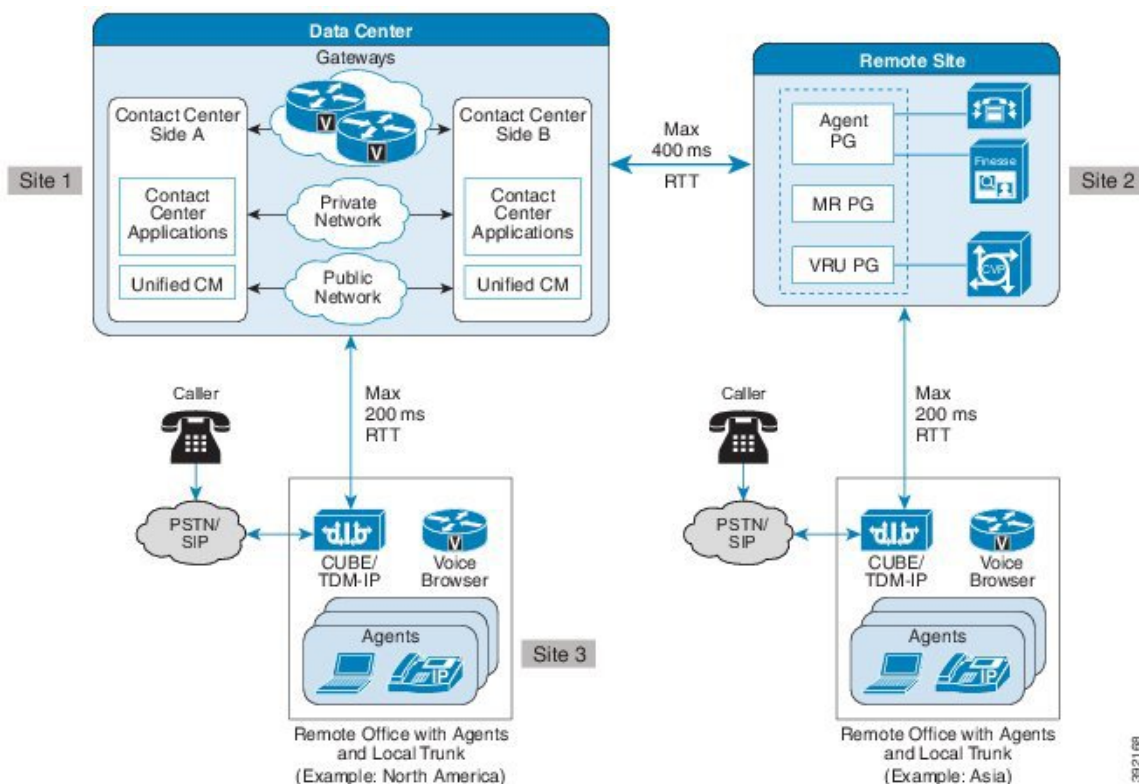 Data Center
Gateways
V
V
Contact Center
Side A
Contact Center
Side B
Contact
Center
Applications
Private
Network
Contact
Center
Applications
Unified CM
Public
Network
Unified CM
Site 1
Max
400 ms
RTT
Remote Site
Agent
PG
Finesse
MR PG
VRU PG
CVP
Site 2
Caller
Max
200 ms
RTT
PSTN/
SIP
CUBE/
TDM-IP
V
Voice
Browser
Agents
IP
Site 3
Remote Office with Agents
and Local Trunk
(Example: North America)
Caller
Max
200 ms
RTT
PSTN/
SIP
CUBE/
TDM-IP
V
Voice
Browser
Agents
IP
Remote Office with Agents
and Local Trunk
(Example: Asia)
392168